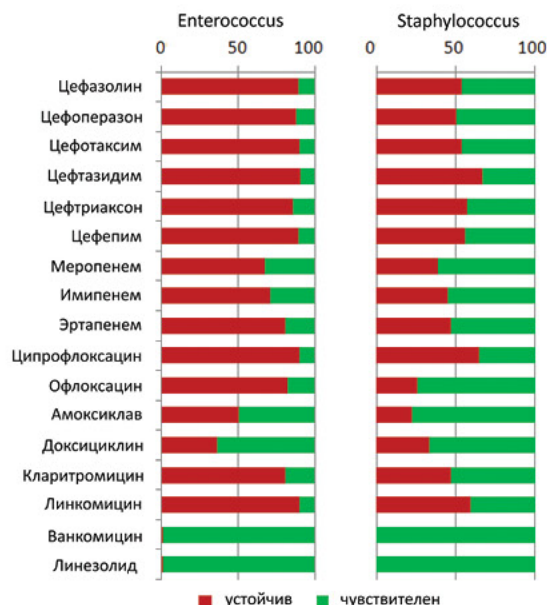 Enterococcus Staphylococcus
0 50 100 0 50 100
Цефазолин
Цефоперазон
Цефотаксим
Цефтазидим
Цефтриаксон
Цефепим
Меропенем
Имипенем
Эртапенем
Ципрофлоксацин
Офлоксацин
Амоксиклав
Доксициклин
Кларитромицин
Линкомицин
Ванкомицин
Линезолид
устойчив чувствителен